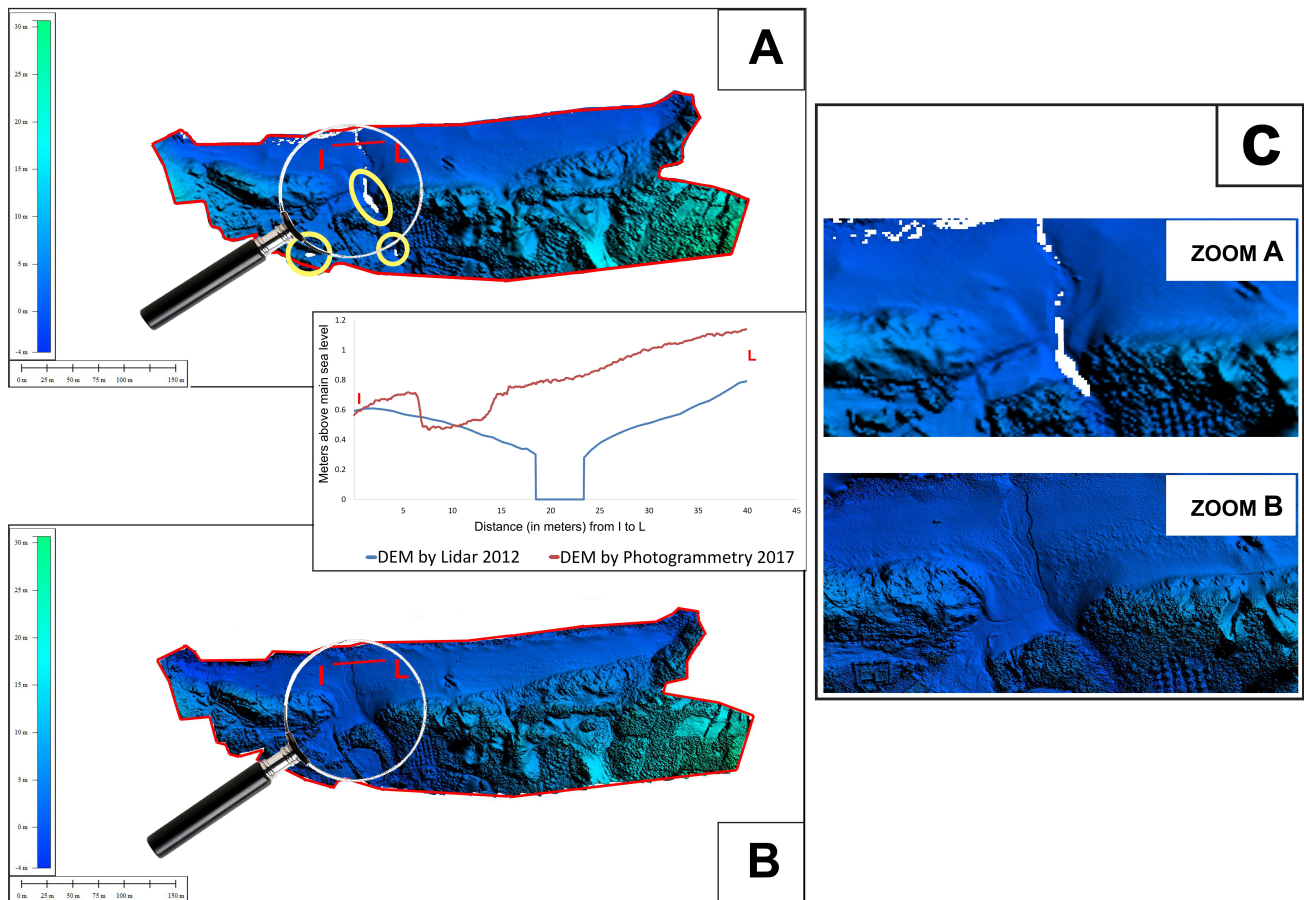 A
30 m
25 m
20 m
15 m
10 m
5 m
0 m
-4 m
0 m 25 m 50 m 75 m 100 m 150 m
I L
Meters above main sea level
1.2
1
0.8
0.6
0.4
0.2
0
I
L
5 10 15 20 25 30 35 40 45
Distance (in meters) from I to L
DEM by Lidar 2012 DEM by Photogrammetry 2017
B
30 m
25 m
20 m
15 m
10 m
5 m
0 m
-4 m
0 m 25 m 50 m 75 m 100 m 150 m
I L
C
ZOOM A
ZOOM B